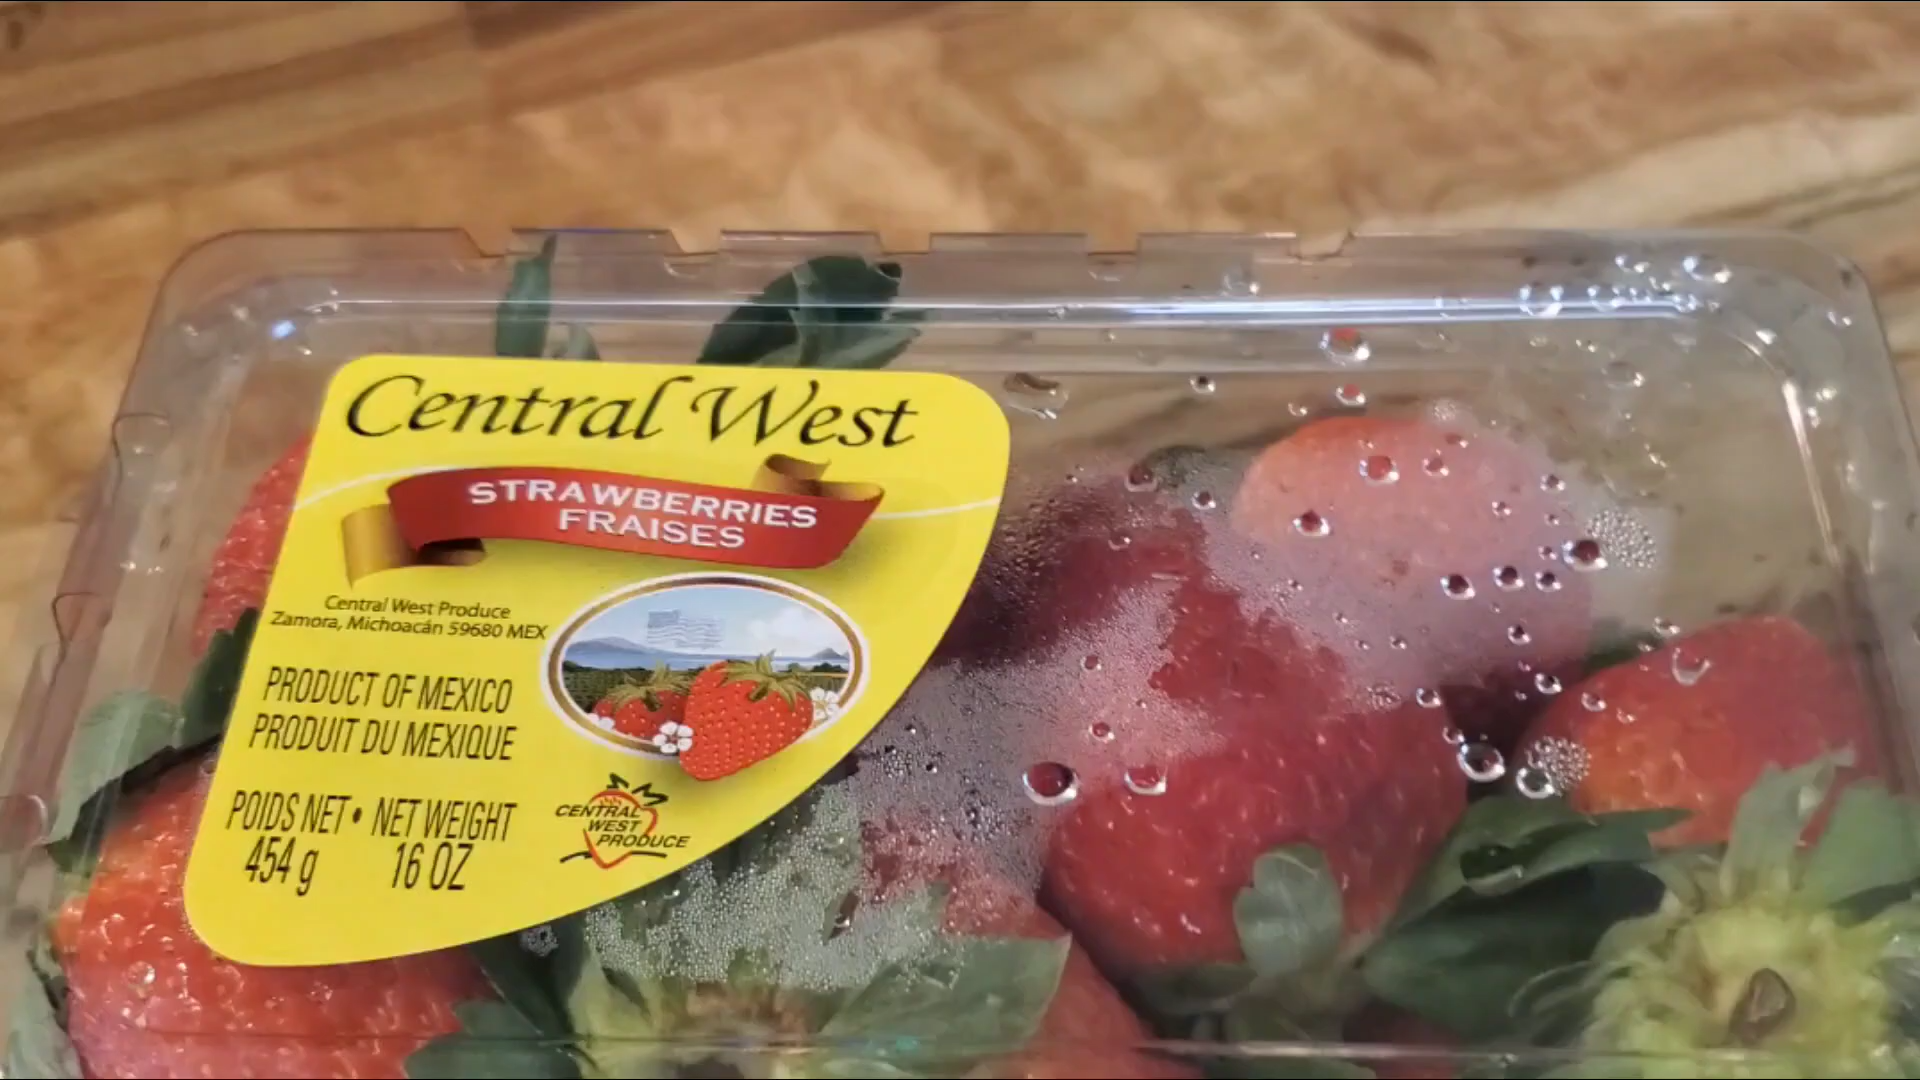 Central West
STRAWBERRIES
FRAISES
Central West Produce
Zamora, Michoacán 59680 MEX
PRODUCT OF MEXICO
PRODUIT DU MEXIQUE
POIDS NET • NET WEIGHT
454 g 16 OZ
CENTRAL
WEST
PRODUCE